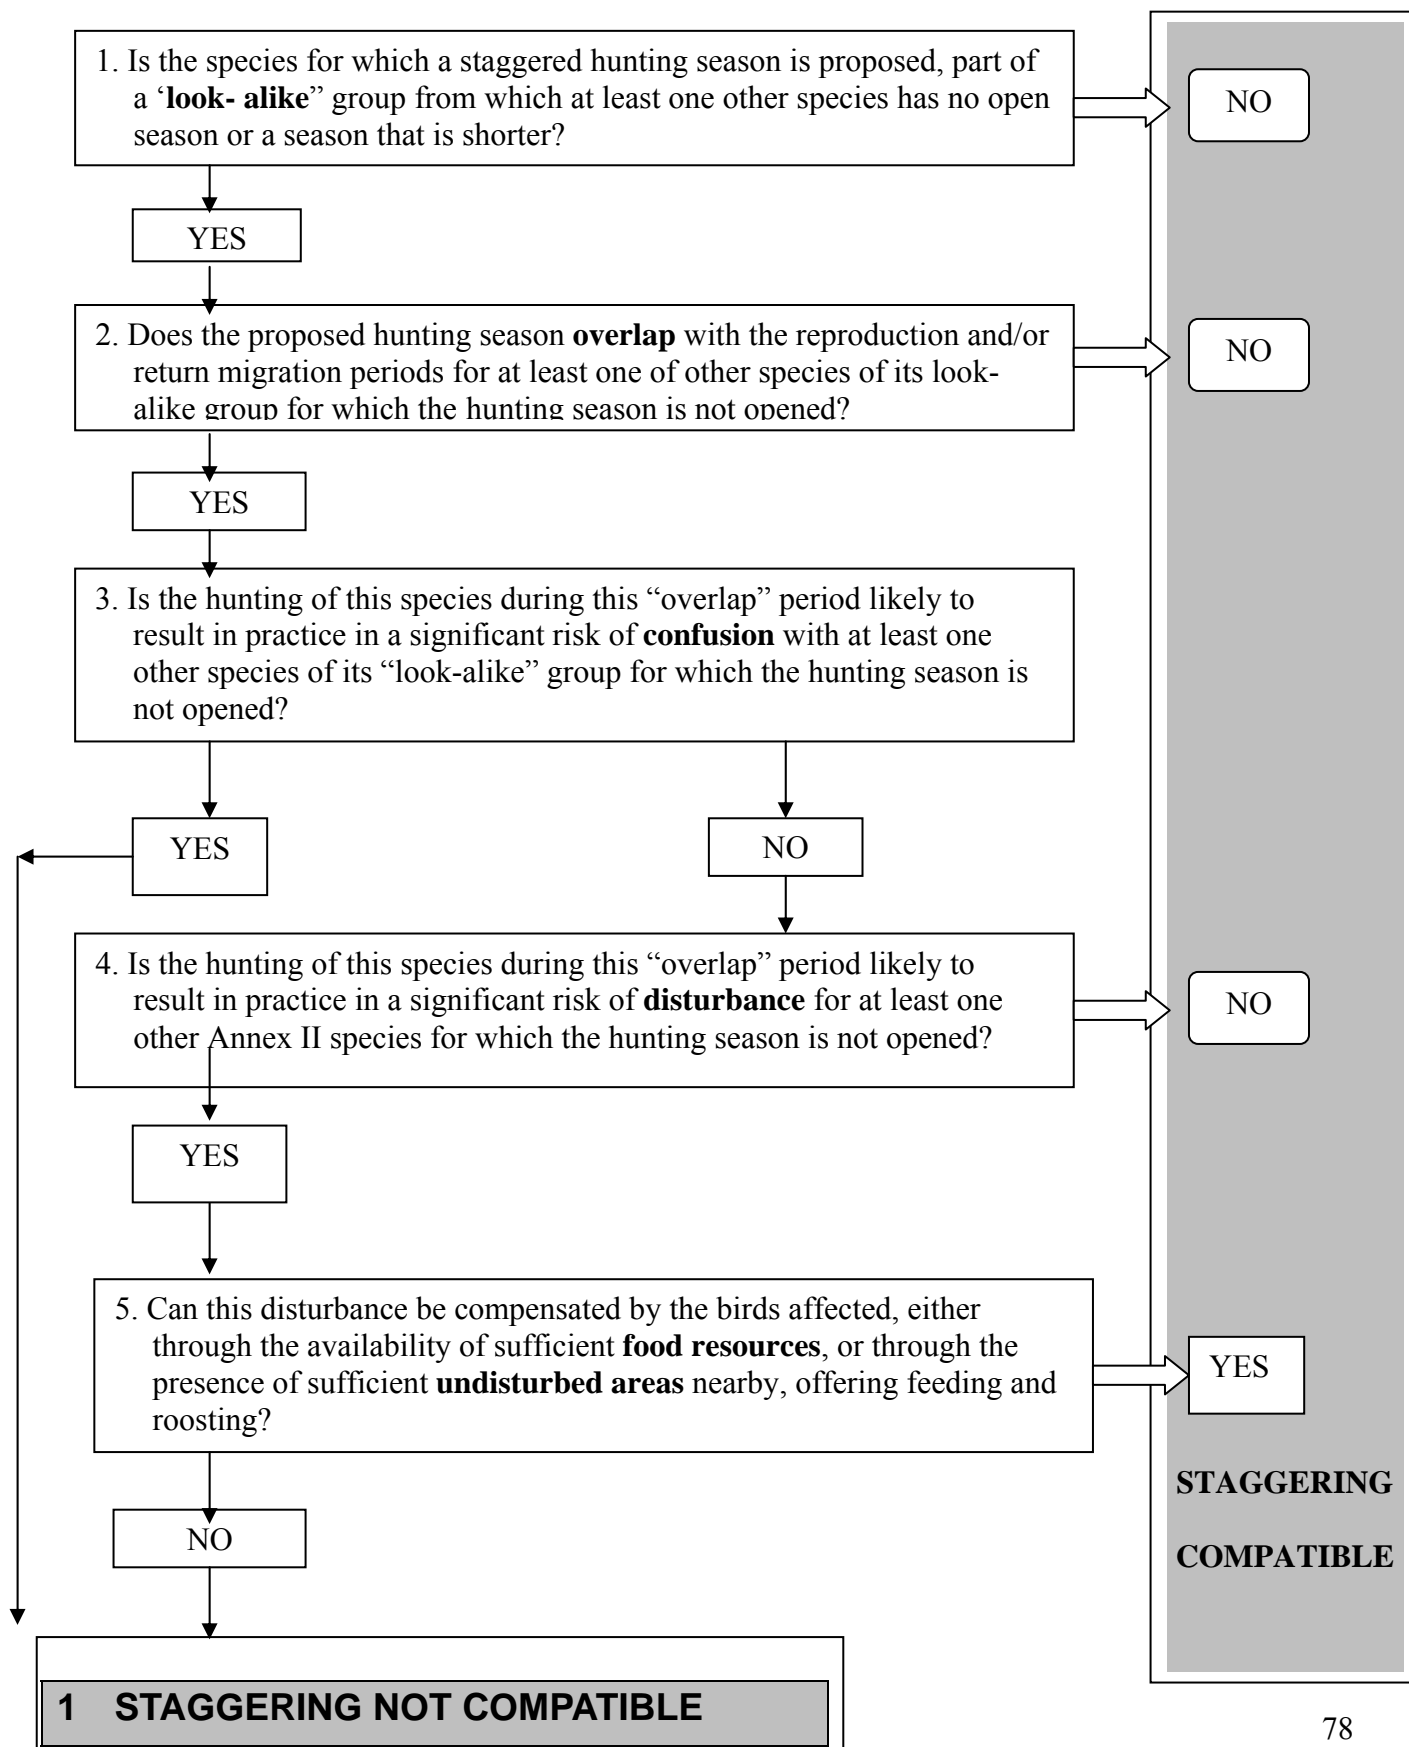 1. Is the species for which a staggered hunting season is proposed, part of
a ‘look- alike” group from which at least one other species has no open
season or a season that is shorter?
NO
YES
2. Does the proposed hunting season overlap with the reproduction and/or
return migration periods for at least one of other species of its look-
alike group for which the hunting season is not opened?
NO
YES
3. Is the hunting of this species during this “overlap” period likely to
result in practice in a significant risk of confusion with at least one
other species of its “look-alike” group for which the hunting season is
not opened?
YES
NO
4. Is the hunting of this species during this “overlap” period likely to
result in practice in a significant risk of disturbance for at least one
other Annex II species for which the hunting season is not opened?
NO
YES
5. Can this disturbance be compensated by the birds affected, either
through the availability of sufficient food resources, or through the
presence of sufficient undisturbed areas nearby, offering feeding and
roosting?
YES
STAGGERING
COMPATIBLE
NO
1 STAGGERING NOT COMPATIBLE
78